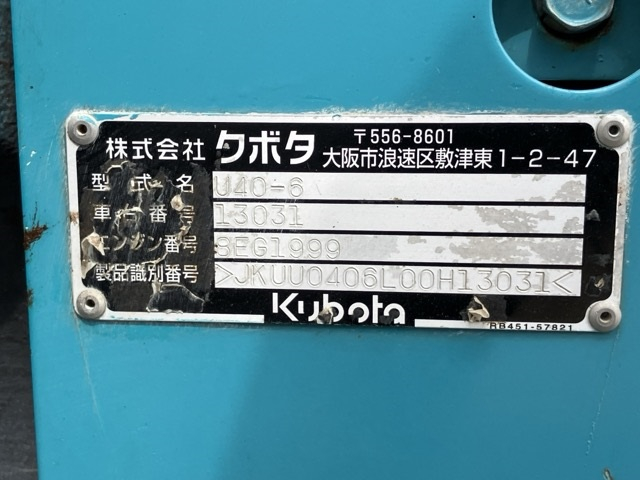 株式会社 クボタ 〒556-8601
大阪市浪速区敷津東1-2-47
型式名 U40-6
車台番号 13031
エンジン番号 8EG1999
製品識別番号 >JKUU0406L00H13031<
Kubota
RB451-57821